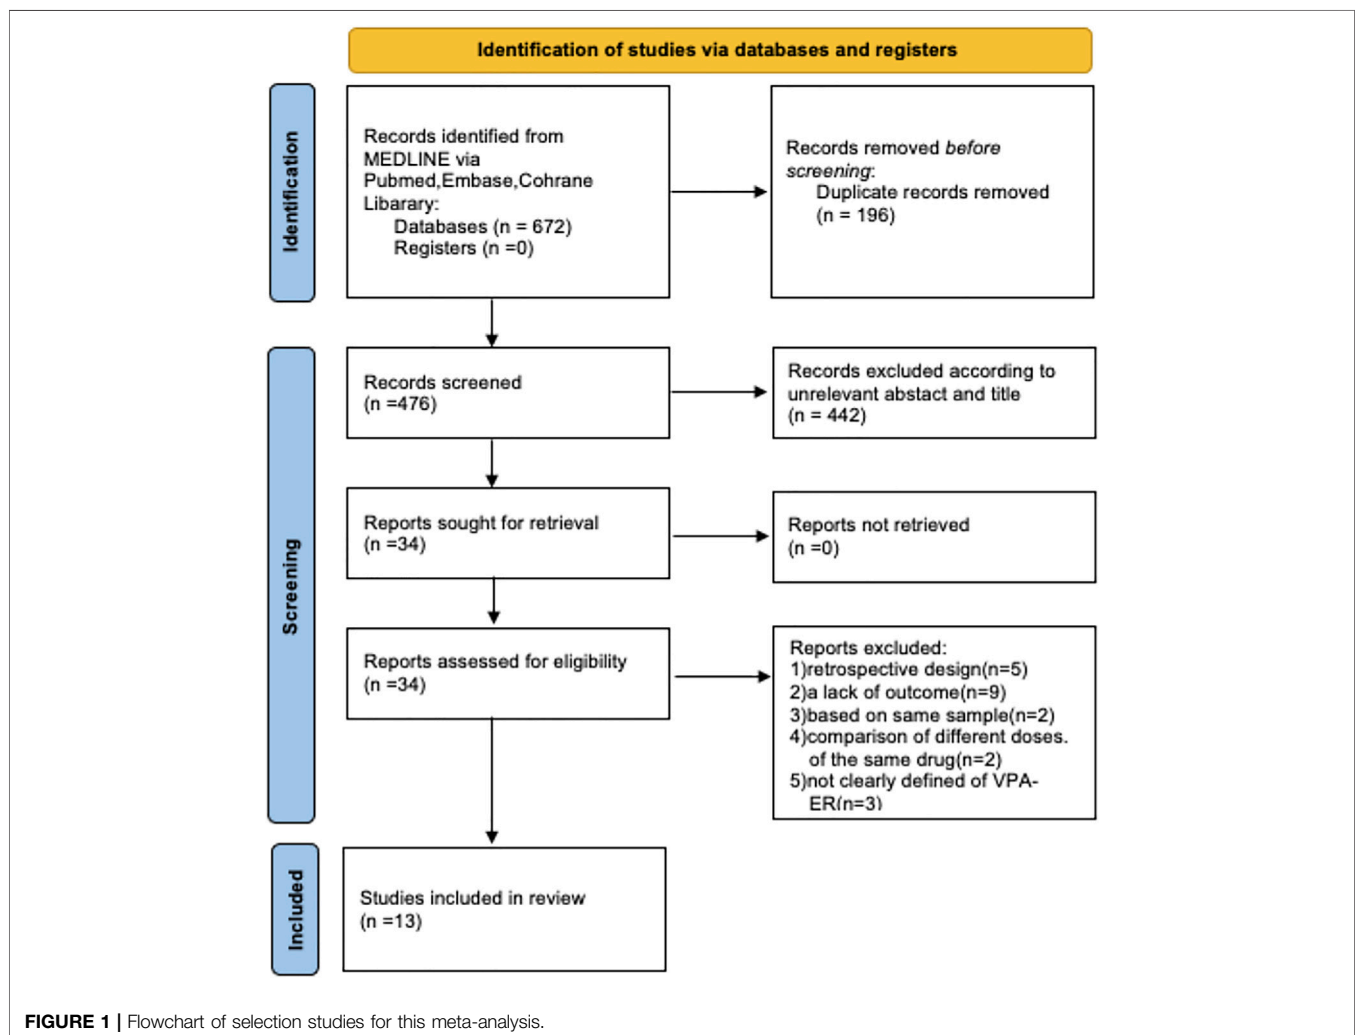 Identification of studies via databases and registers
Identification
Records identified from
MEDLINE via
Pubmed,Embase,Cohrane
Libarary:
Databases (n = 672)
Registers (n =0)
Records removed before
screening:
Duplicate records removed
(n = 196)
Screening
Records screened
(n =476)
Records excluded according to
unrelevant abstact and title
(n = 442)
Reports sought for retrieval
(n =34)
Reports not retrieved
(n =0)
Reports assessed for eligibility
(n =34)
Reports excluded:
1)retrospective design(n=5)
2)a lack of outcome(n=9)
3)based on same sample(n=2)
4)comparison of different doses.
of the same drug(n=2)
5)not clearly defined of VPA-
ER(n=3)
Included
Studies included in review
(n =13)
FIGURE 1 | Flowchart of selection studies for this meta-analysis.